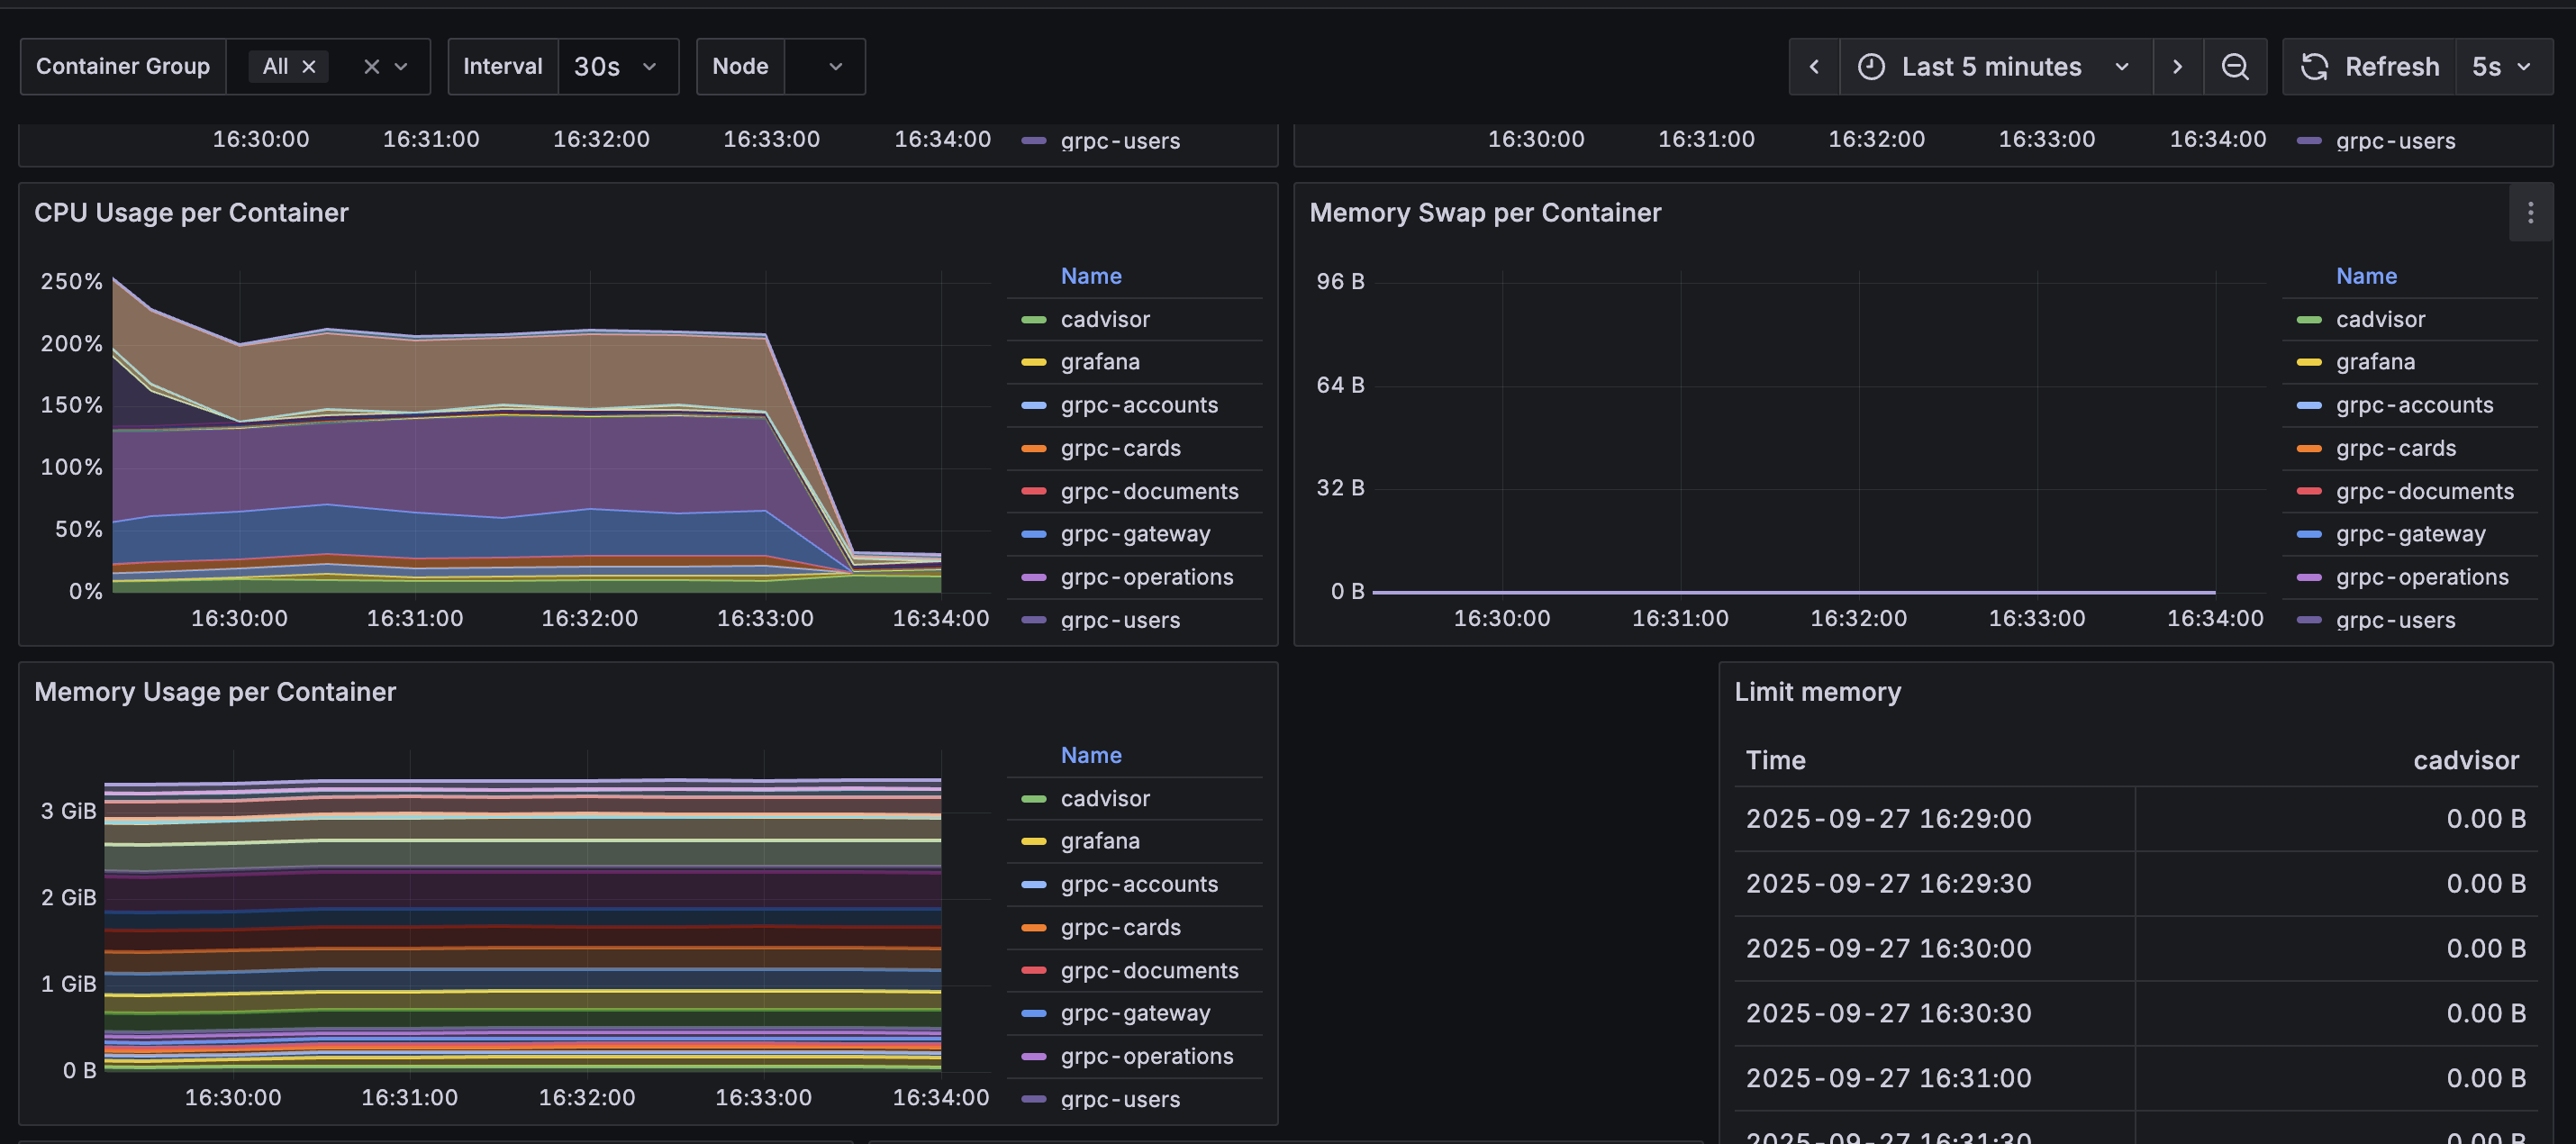 Container Group All Interval 30s Node Last 5 minutes Refresh 5s
16:30:00 16:31:00 16:32:00 16:33:00 16:34:00 grpc-users
16:30:00 16:31:00 16:32:00 16:33:00 16:34:00 grpc-users
CPU Usage per Container
250%
200%
150%
100%
50%
0%
16:30:00 16:31:00 16:32:00 16:33:00 16:34:00
Name
cadvisor
grafana
grpc-accounts
grpc-cards
grpc-documents
grpc-gateway
grpc-operations
grpc-users
Memory Swap per Container
96 B
64 B
32 B
0 B
16:30:00 16:31:00 16:32:00 16:33:00 16:34:00
Name
cadvisor
grafana
grpc-accounts
grpc-cards
grpc-documents
grpc-gateway
grpc-operations
grpc-users
Memory Usage per Container
3 GiB
2 GiB
1 GiB
0 B
16:30:00 16:31:00 16:32:00 16:33:00 16:34:00
Name
cadvisor
grafana
grpc-accounts
grpc-cards
grpc-documents
grpc-gateway
grpc-operations
grpc-users
Limit memory
Time cadvisor
2025-09-27 16:29:00 0.00 B
2025-09-27 16:29:30 0.00 B
2025-09-27 16:30:00 0.00 B
2025-09-27 16:30:30 0.00 B
2025-09-27 16:31:00 0.00 B
2025-09-27 16:31:30 0.00 B